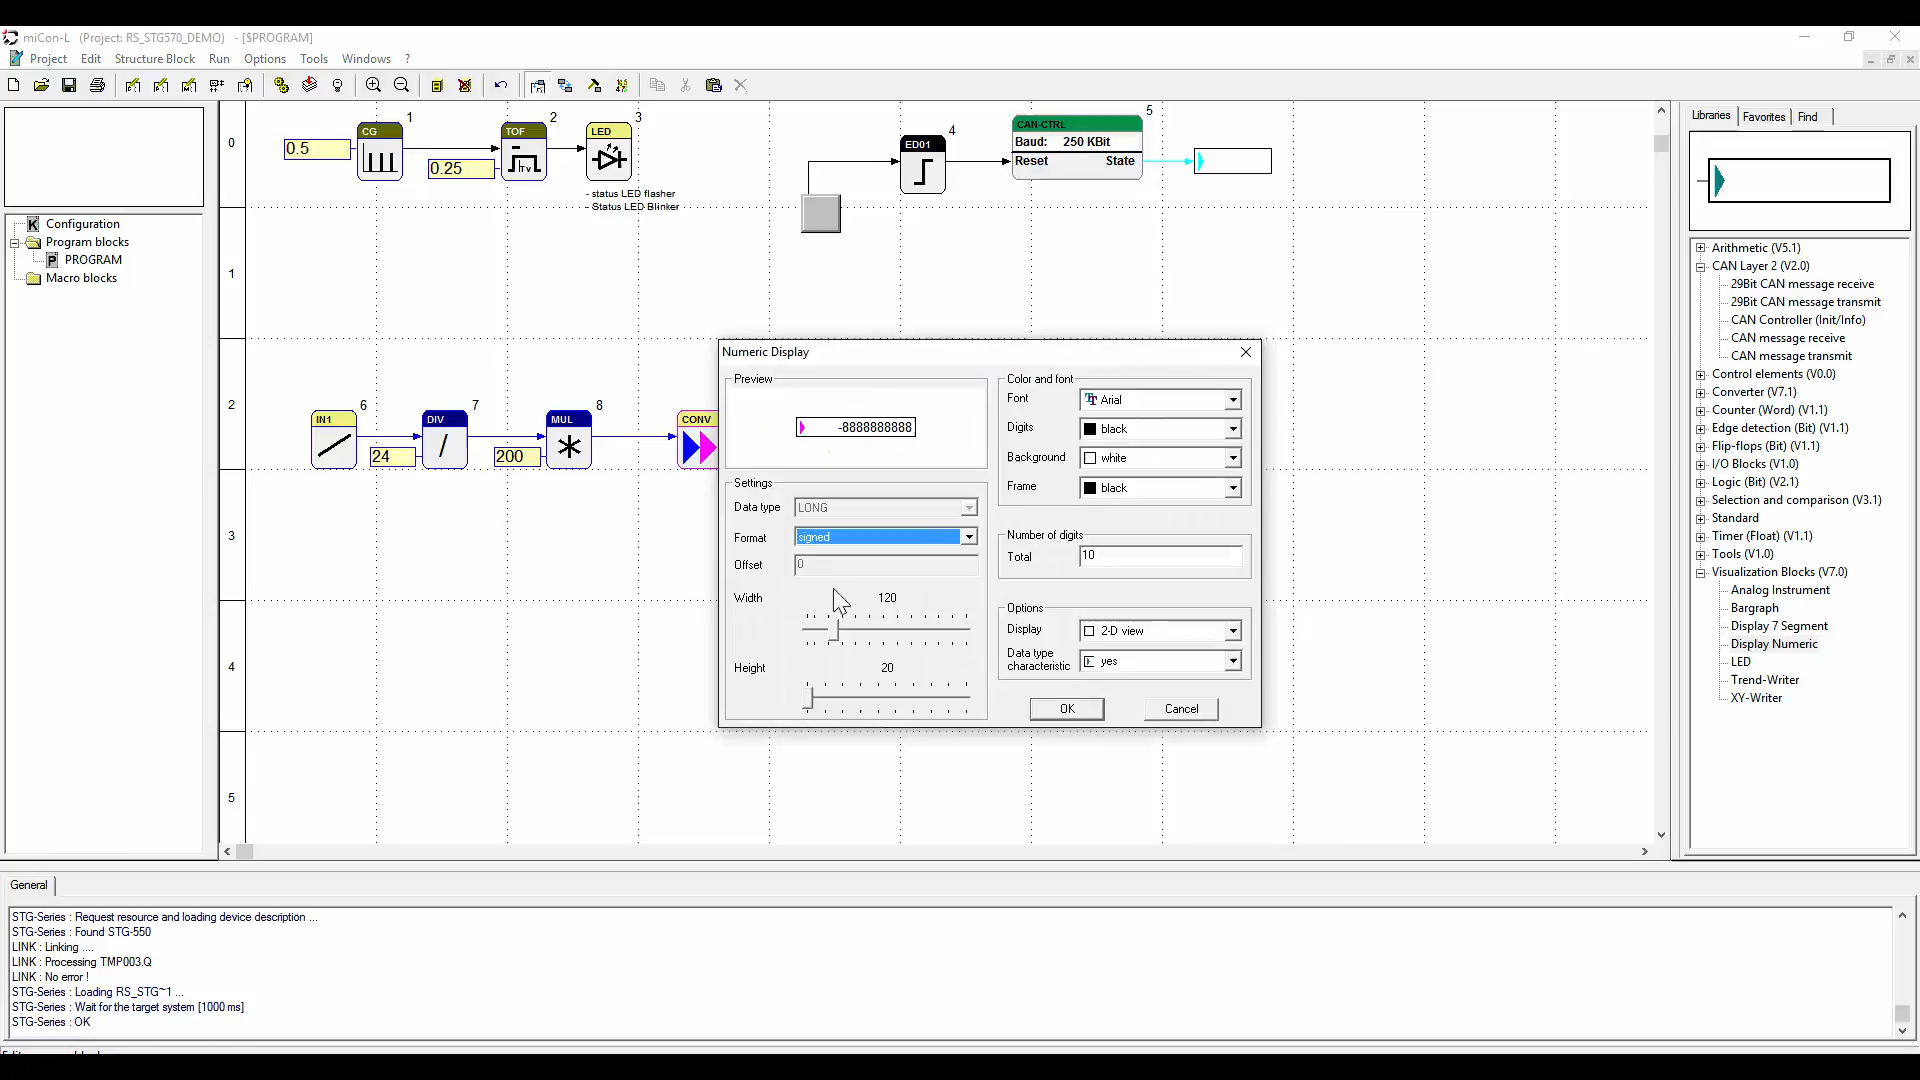 miCon-L (Project: RS_STG570_DEMO) - [$PROGRAM]
Project Edit Structure Block Run Options Tools Windows ?
Configuration
Program blocks
PROGRAM
Macro blocks
0
1
2
3
4
5
0.5
CG
1
0.25
TOF
2
LED
3
- status LED flasher
- Status LED Blinker
ED01
4
5
CAN-CTRL
Baud: 250 KBit
Reset State
IN1
6
24
DIV
7
/
200
MUL
8
*
CONV
Numeric Display
Preview
-8888888888
Settings
Data type LONG
Format signed
Offset 0
Width 120
Height 20
Color and font
Font Arial
Digits black
Background white
Frame black
Number of digits
Total 10
Options
Display 2-D view
Data type
characteristic yes
OK Cancel
Libraries Favorites Find
Arithmetic (V5.1)
CAN Layer 2 (V2.0)
29Bit CAN message receive
29Bit CAN message transmit
CAN Controller (Init/Info)
CAN message receive
CAN message transmit
Control elements (V0.0)
Converter (V7.1)
Counter (Word) (V1.1)
Edge detection (Bit) (V1.1)
Flip-flops (Bit) (V1.1)
I/O Blocks (V1.0)
Logic (Bit) (V2.1)
Selection and comparison (V3.1)
Standard
Timer (Float) (V1.1)
Tools (V1.0)
Visualization Blocks (V7.0)
Analog Instrument
Bargraph
Display 7 Segment
Display Numeric
LED
Trend-Writer
XY-Writer
General
STG-Series : Request resource and loading device description ...
STG-Series : Found STG-550
LINK : Linking ....
LINK : Processing TMP003.Q
LINK : No error !
STG-Series : Loading RS_STG~1 ...
STG-Series : Wait for the target system [1000 ms]
STG-Series : OK